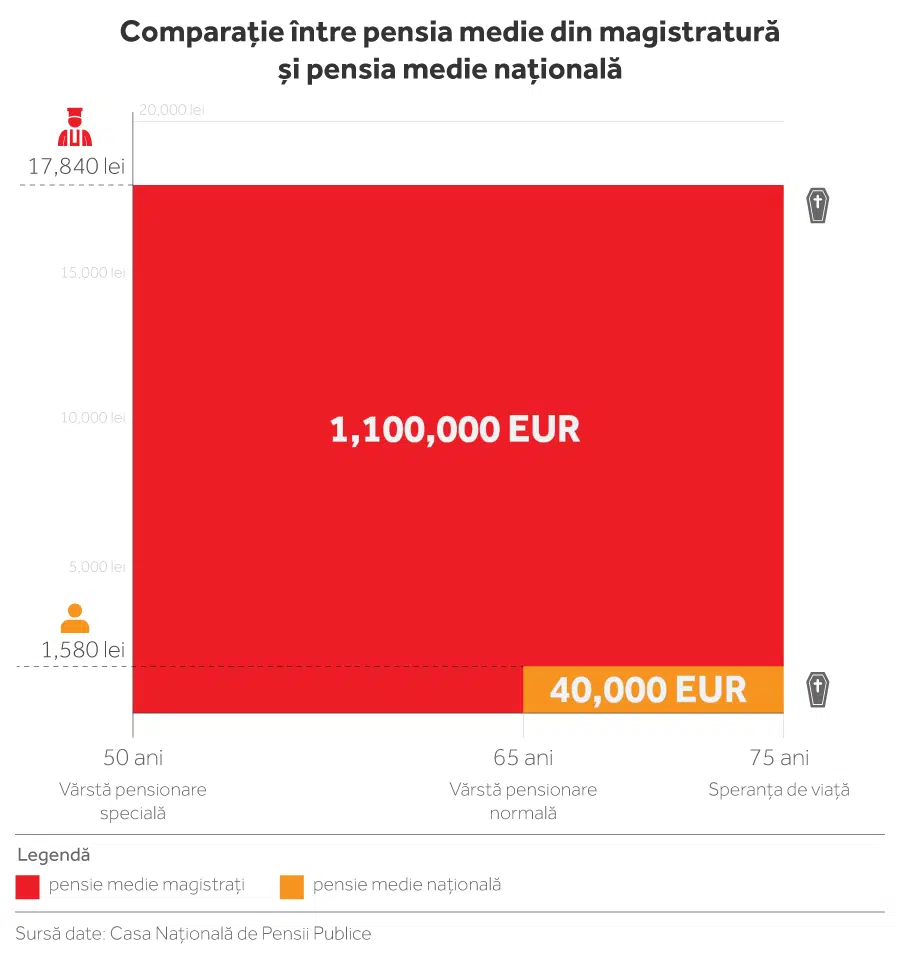 Comparație între pensia medie din magistratură
și pensia medie națională
20,000 lei
17,840 lei
15,000 lei
10,000 lei
1,100,000 EUR
5,000 lei
1,580 lei
40,000 EUR
50 ani
65 ani
75 ani
Vărstă pensionare
specială
Vărstă pensionare
normală
Speranța de viață
Legendă
pensie medie magistrați
pensie medie națională
Sursă date: Casa Națională de Pensii Publice